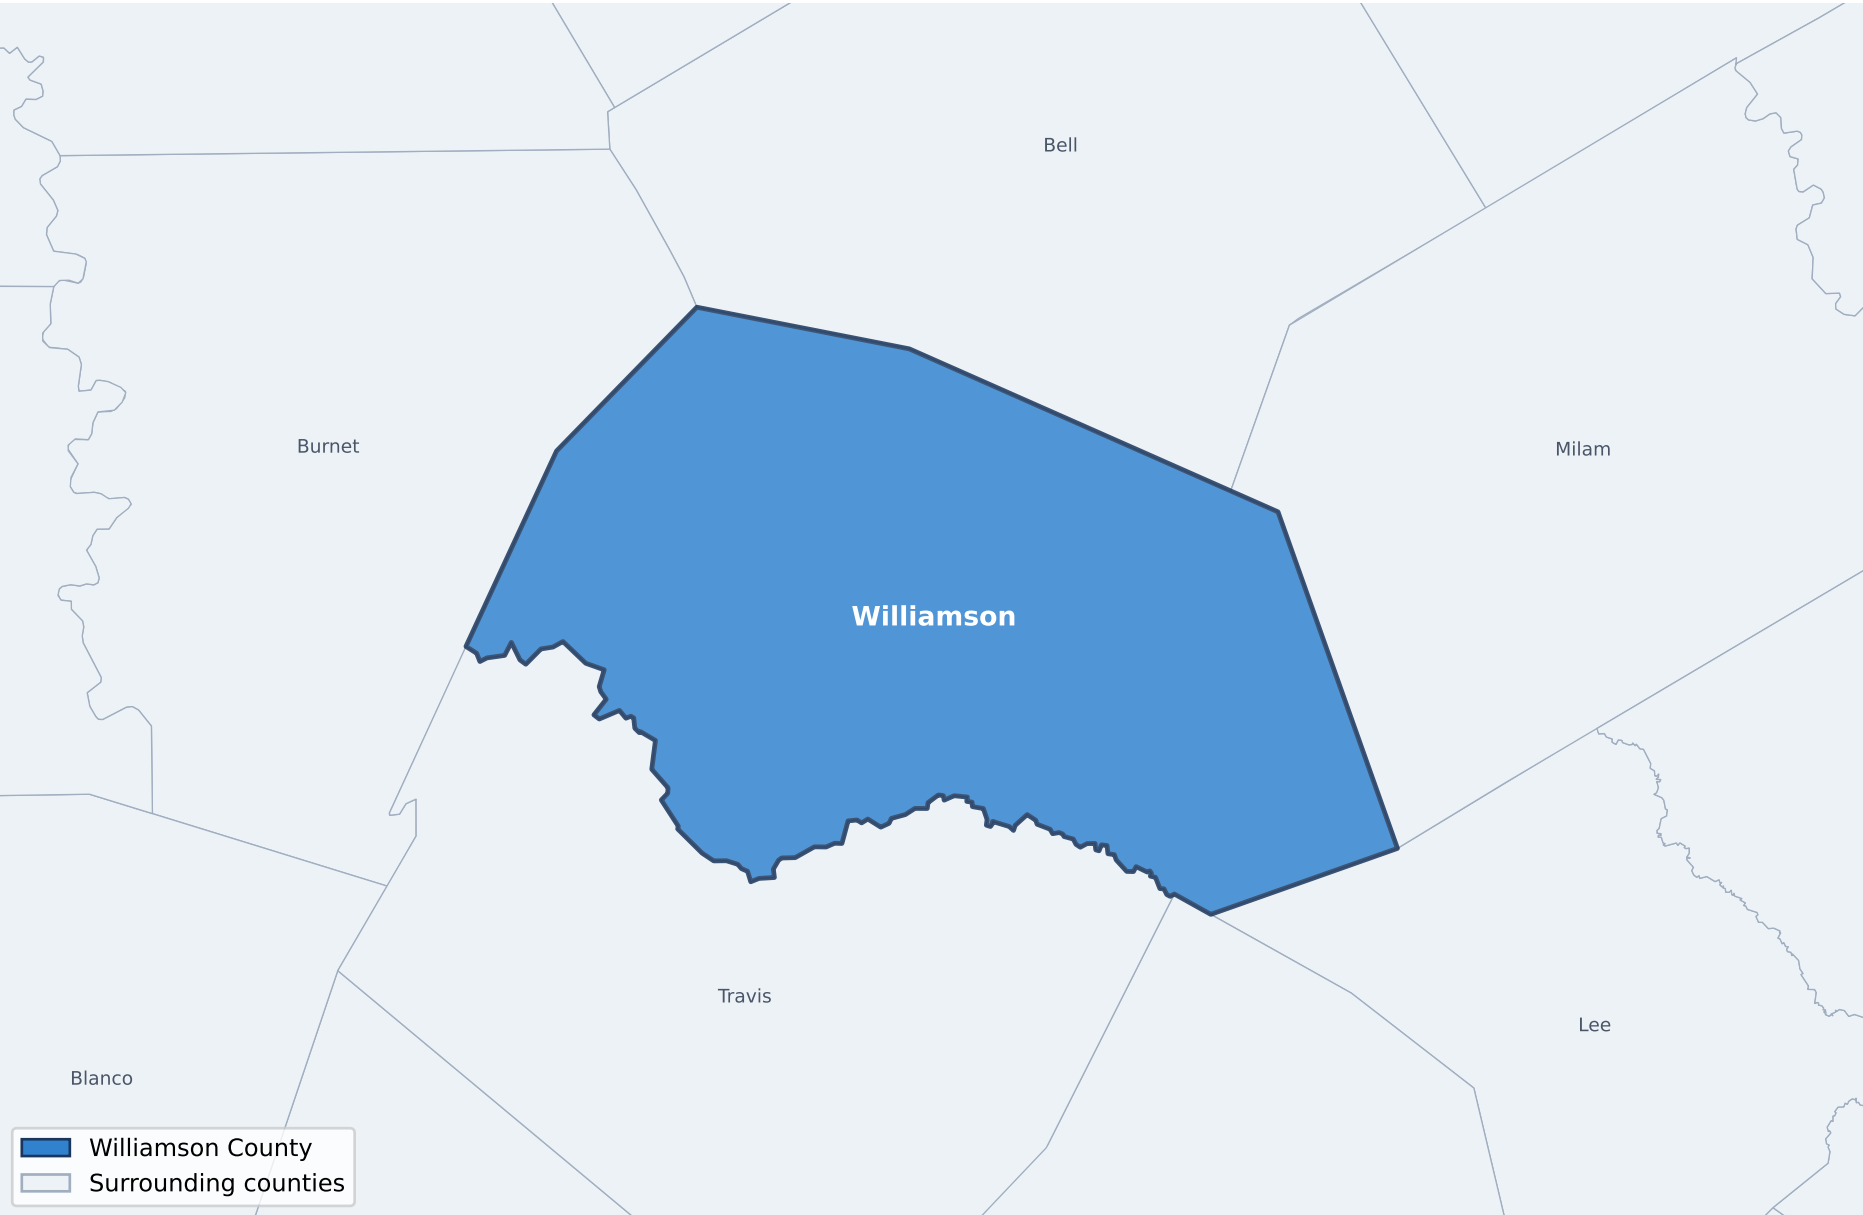 Bell
Burnet
Milam
Williamson
Travis
Lee
Blanco
Williamson County
Surrounding counties